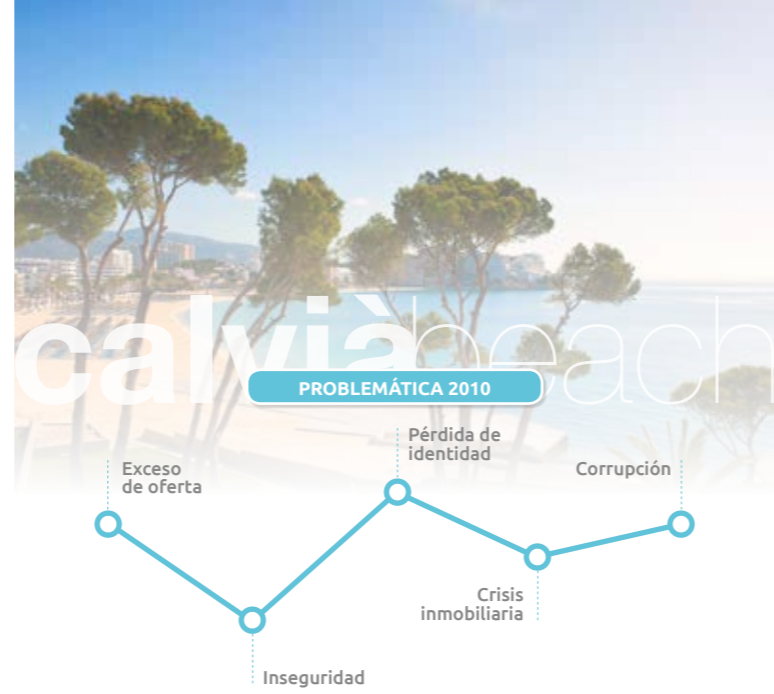 calviàbeach
PROBLEMÁTICA 2010
Exceso
de oferta
Inseguridad
Pérdida de
identidad
Crisis
inmobiliaria
Corrupción